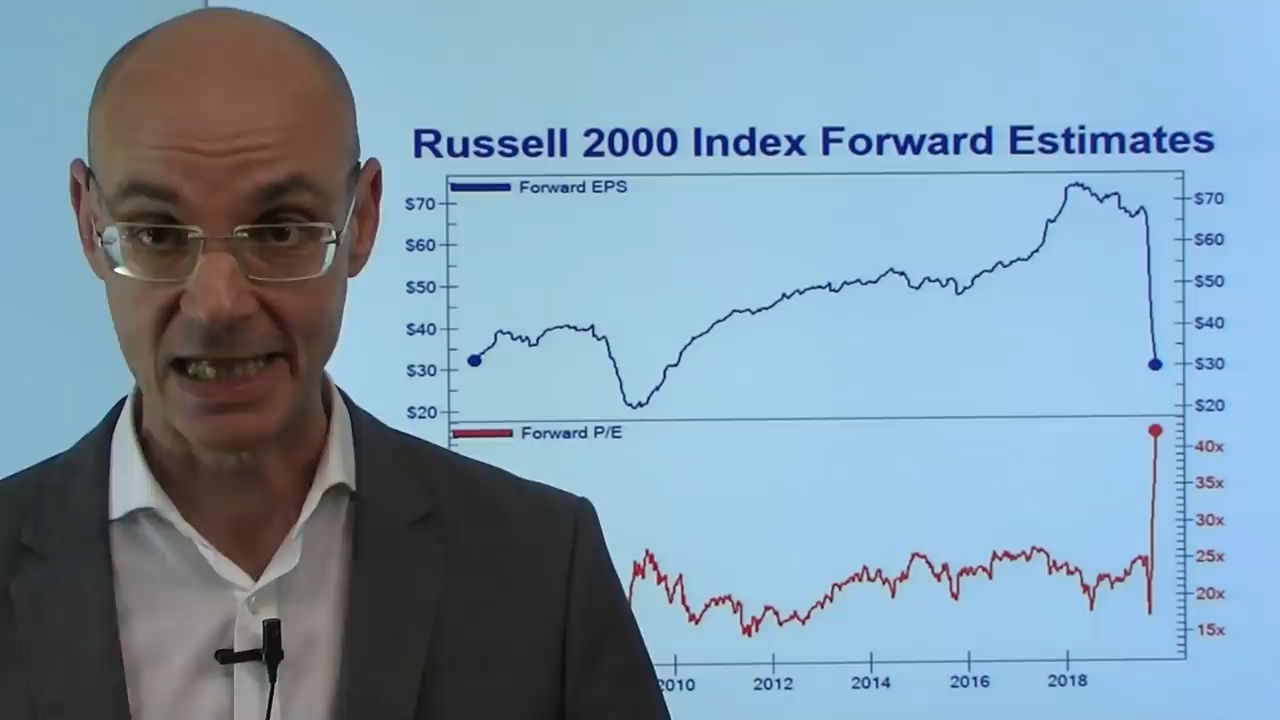 Russell 2000 Index Forward Estimates
Forward EPS
$70 $70
$60 $60
$50 $50
$40 $40
$30 $30
$20 $20
Forward P/E
40x
35x
30x
25x
20x
15x
2010 2012 2014 2016 2018